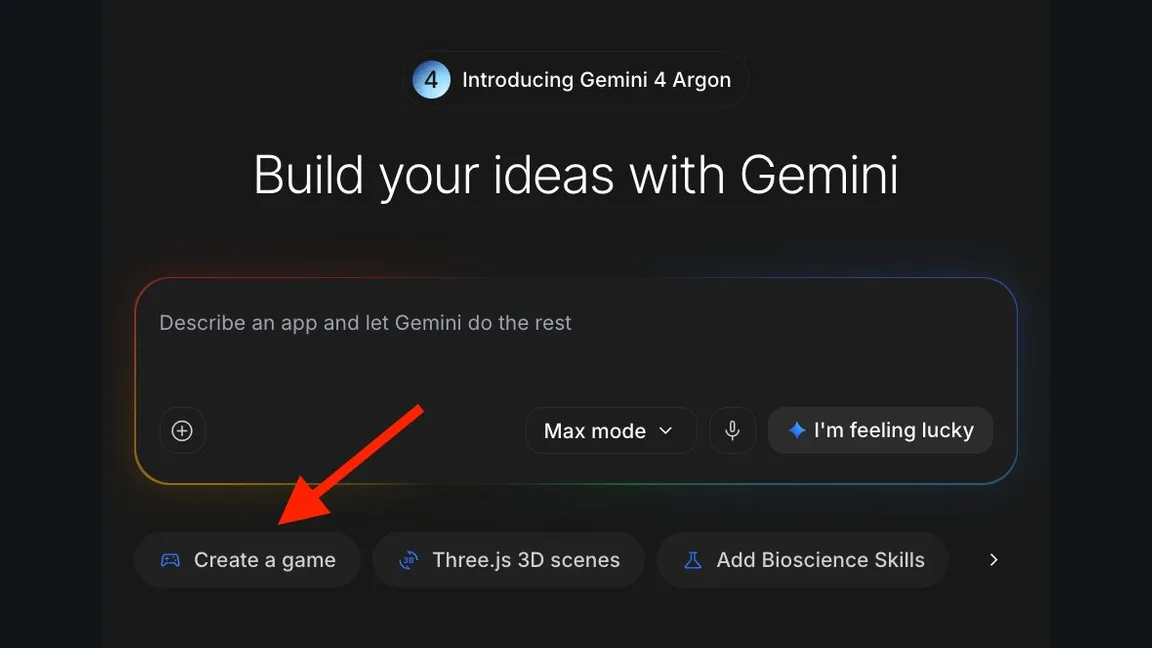 4 Introducing Gemini 4 Argon
Build your ideas with Gemini
Describe an app and let Gemini do the rest
Max mode
I'm feeling lucky
Create a game
3D
Three.js 3D scenes
Add Bioscience Skills